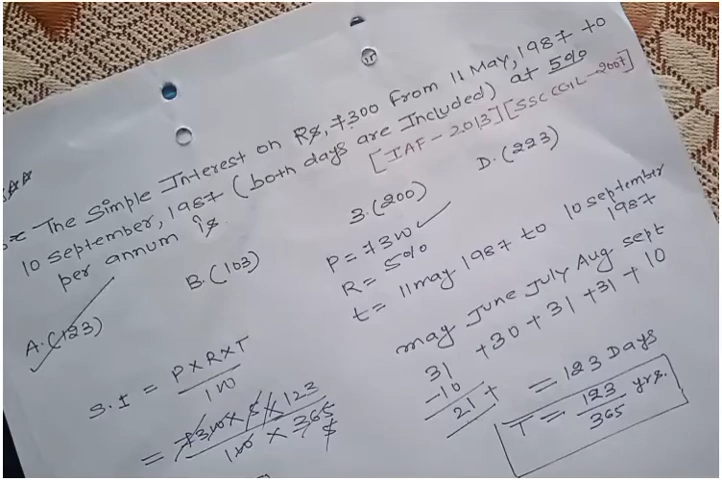 The Simple Interest on Rs, 7300 from 11 May, 1987 to
10 September, 1987 (both days are Included) at 5%
per annum is
[IAF-2013][SSC CGL-2007]
A. (123)
B. (103)
3. (200)
D. (223)
P = 7300
R = 5%
t = 11 may 1987 to 10 september
1987
may June July Aug sept
31 +30+31+31+10
-10
21 +
= 123 Days
T = 123/365 yrs.
S.I = P×R×T/100
= 7300×5×123/100×365